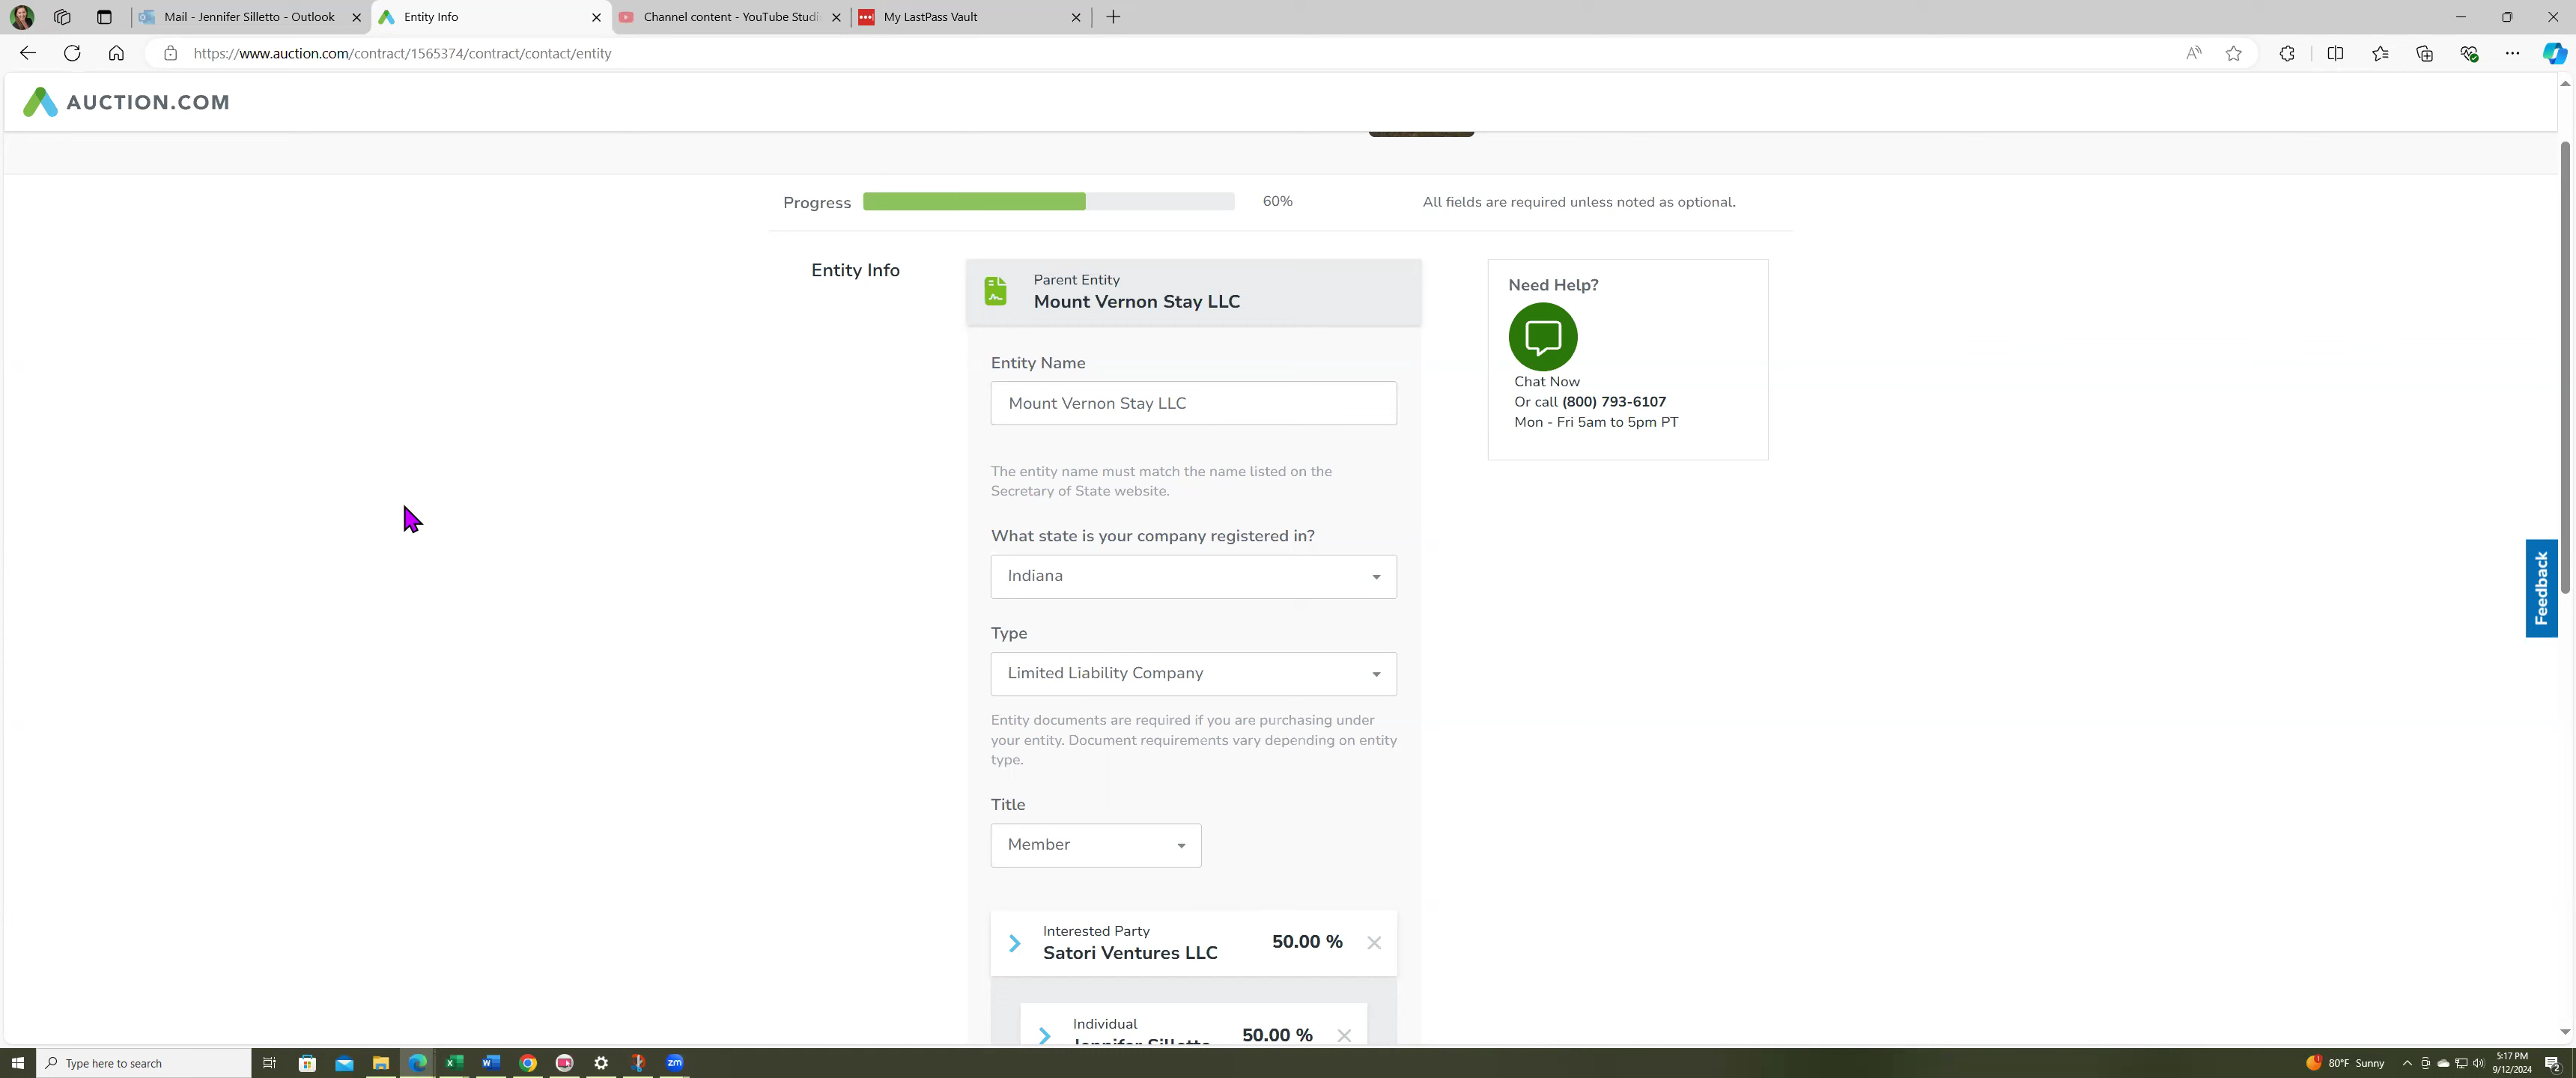 Mail - Jennifer Silletto - Outlook
Entity Info
Channel content - YouTube Studi
My LastPass Vault
https://www.auction.com/contract/1565374/contract/contact/entity
AUCTION.COM
Progress 60% All fields are required unless noted as optional.
Entity Info
Parent Entity
Mount Vernon Stay LLC
Entity Name
Mount Vernon Stay LLC
The entity name must match the name listed on the
Secretary of State website.
What state is your company registered in?
Indiana
Type
Limited Liability Company
Entity documents are required if you are purchasing under
your entity. Document requirements vary depending on entity
type.
Title
Member
Interested Party
Satori Ventures LLC 50.00 %
Individual
Jennifer Silletto 50.00 %
Need Help?
Chat Now
Or call (800) 793-6107
Mon - Fri 5am to 5pm PT
Feedback
Type here to search
zm
80°F Sunny
5:17 PM
9/12/2024
2